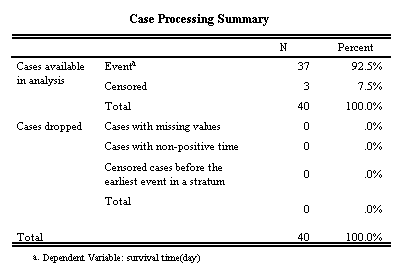 Case Processing Summary
N Percent
Cases available in analysis Eventa 37 92.5%
Censored 3 7.5%
Total 40 100.0%
Cases dropped Cases with missing values 0 .0%
Cases with non-positive time 0 .0%
Censored cases before the earliest event in a stratum 0 .0%
Total 0 .0%
Total 40 100.0%
a. Dependent Variable: survival time(day)